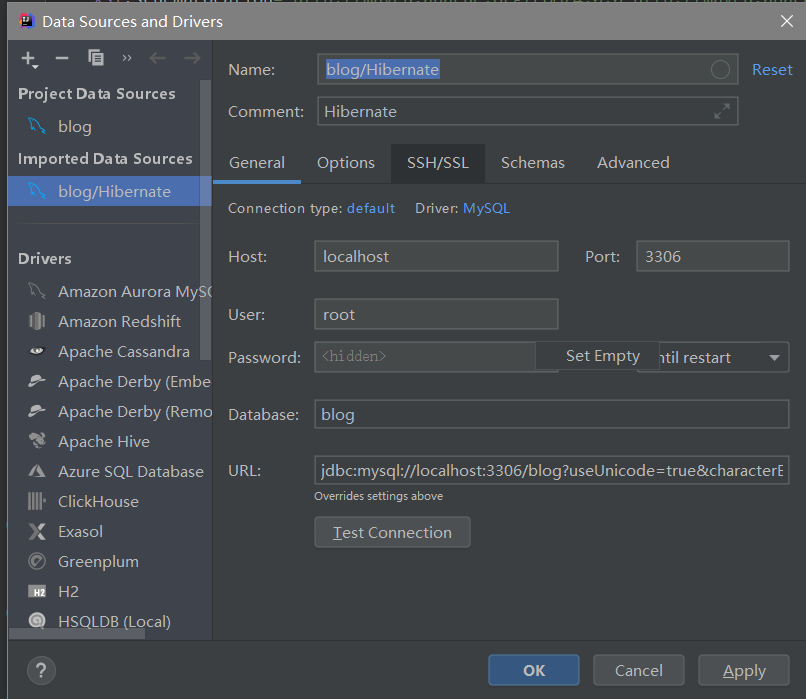 Data Sources and Drivers
Name: blog/Hibernate Reset
Comment: Hibernate
Project Data Sources
blog
Imported Data Sources
blog/Hibernate
Drivers
Amazon Aurora MySQ
Amazon Redshift
Apache Cassandra
Apache Derby (Embe
Apache Derby (Remo
Apache Hive
Azure SQL Database
ClickHouse
Exasol
Greenplum
H2
HSQLDB (Local)
General Options SSH/SSL Schemas Advanced
Connection type: default Driver: MySQL
Host: localhost Port: 3306
User: root
Password: <hidden> Set Empty ntil restart
Database: blog
URL: jdbc:mysql://localhost:3306/blog?useUnicode=true&characterE
Overrides settings above
Test Connection
? OK Cancel Apply